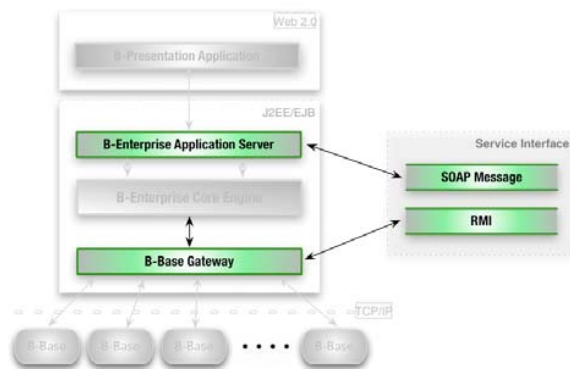 Web 2.0
B-Presentation Application
J2EE/EJB
B-Enterprise Application Server
Service Interface
SOAP Message
B-Enterprise Core Engine
RMI
B-Base Gateway
TCP/IP
B-Base B-Base B-Base B-Base